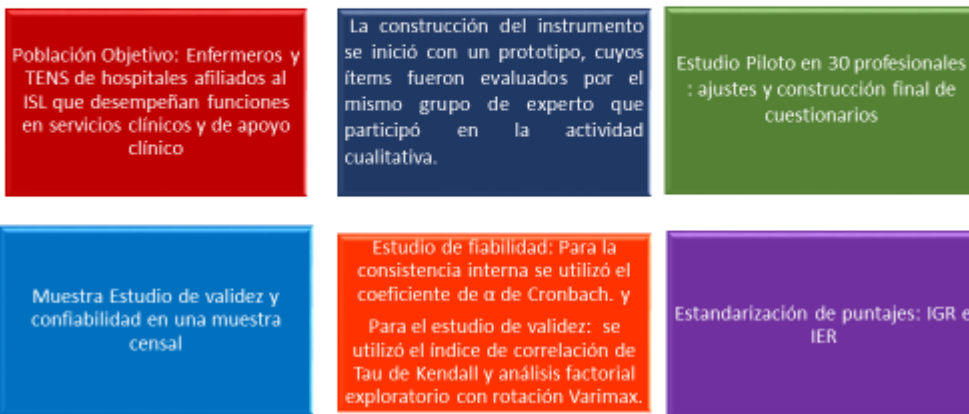 Población Objetivo: Enfermeros y
TENS de hospitales afiliados al
ISL que desempeñan funciones
en servicios clínicos y de apoyo
clínico
La construcción del instrumento
se inició con un prototipo, cuyos
ítems fueron evaluados por el
mismo grupo de experto que
participó en la actividad
cualitativa.
Estudio Piloto en 30 profesionales
: ajustes y construcción final de
cuestionarios
Muestra Estudio de validez y
confiabilidad en una muestra
censal
Estudio de fiabilidad: Para la
consistencia interna se utilizó el
coeficiente de α de Cronbach. y
Para el estudio de validez: se
utilizó el índice de correlación de
Tau de Kendall y análisis factorial
exploratorio con rotación Varimax.
Estandarización de puntajes: IGR e
IER